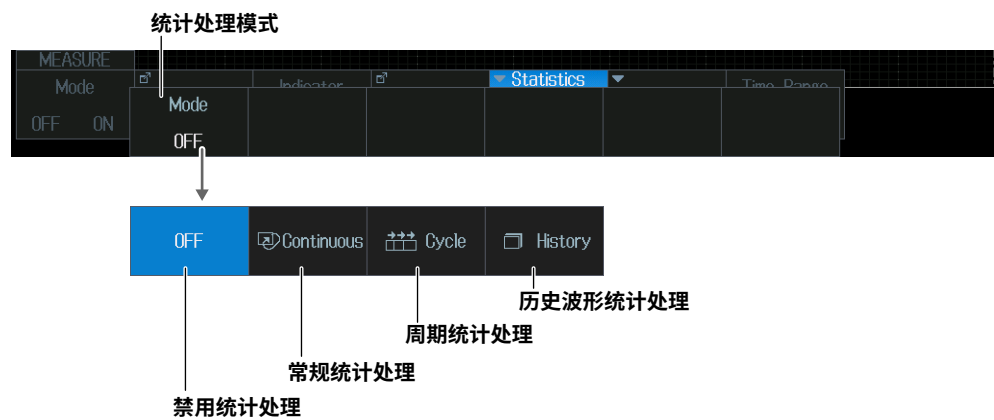 统计处理模式
MEASURE
Mode
OFF ON
Indicator
Statistics
Time Range
Mode
OFF
OFF
Continuous
Cycle
History
历史波形统计处理
周期统计处理
常规统计处理
禁用统计处理